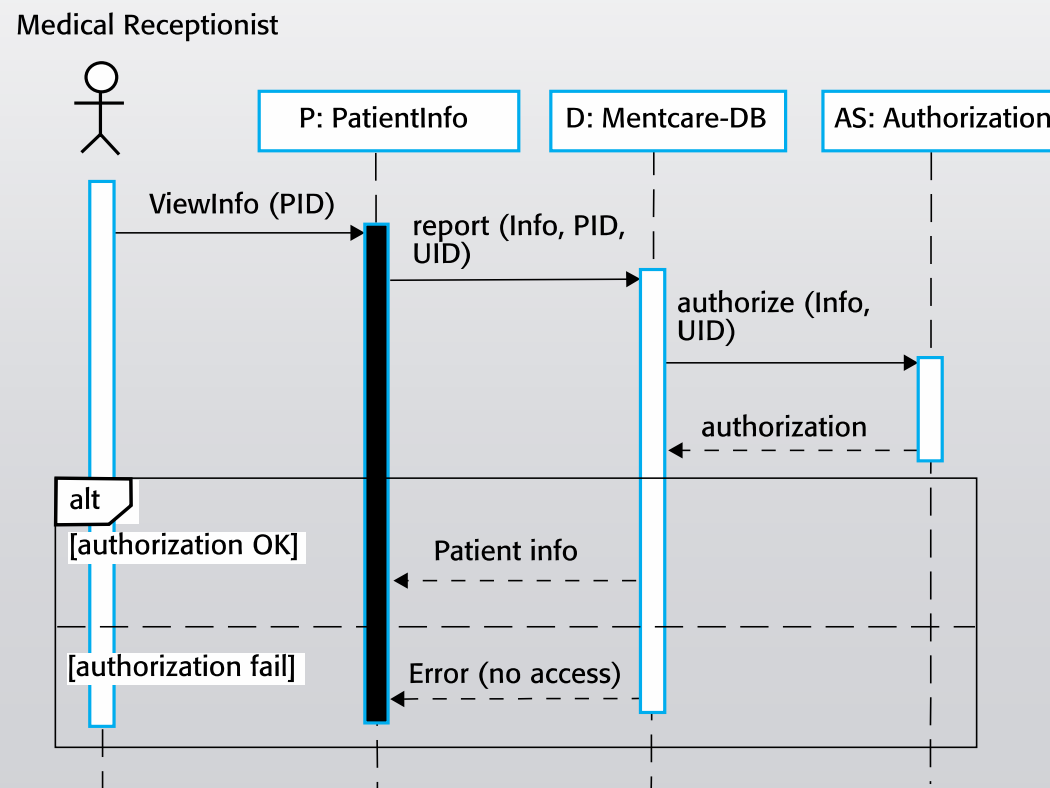 Medical Receptionist
P: PatientInfo
D: Mentcare-DB
AS: Authorization
ViewInfo (PID)
report (Info, PID,
UID)
authorize (Info,
UID)
authorization
alt
[authorization OK]
Patient info
[authorization fail]
Error (no access)